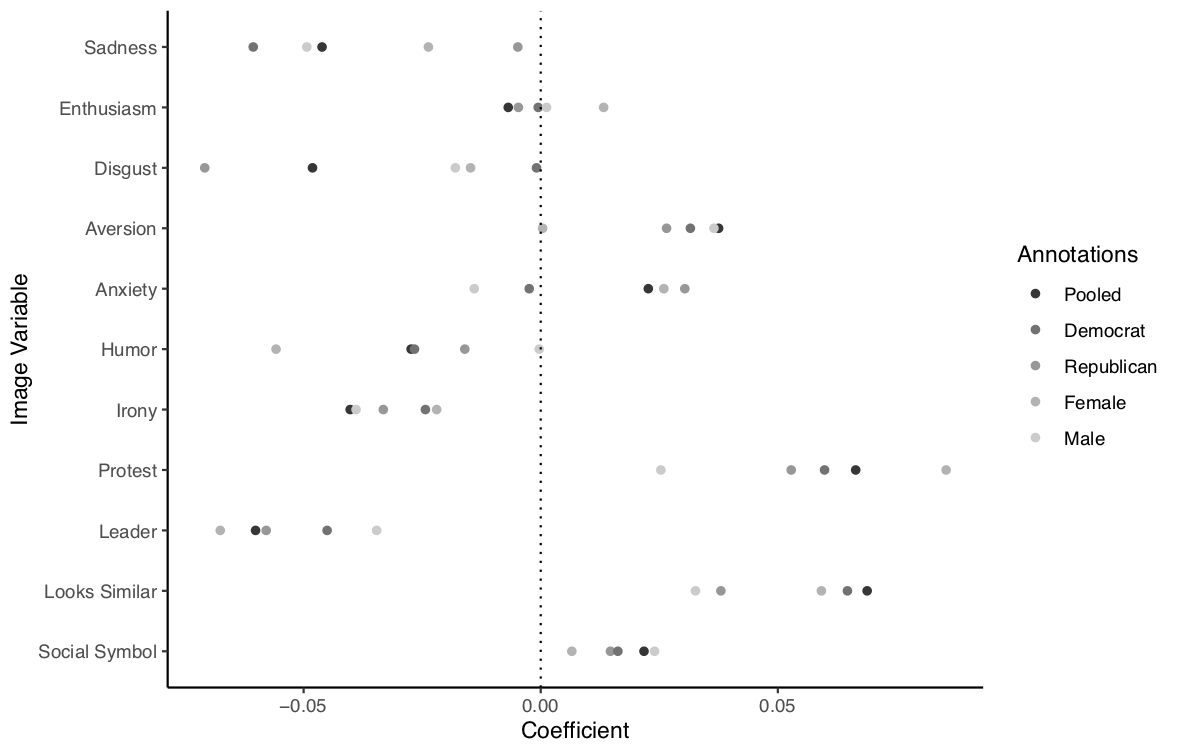 Sadness
Enthusiasm
Disgust
Aversion
Anxiety
Humor
Irony
Protest
Leader
Looks Similar
Social Symbol
Image Variable
−0.05
0.00
0.05
Coefficient
Annotations
Pooled
Democrat
Republican
Female
Male